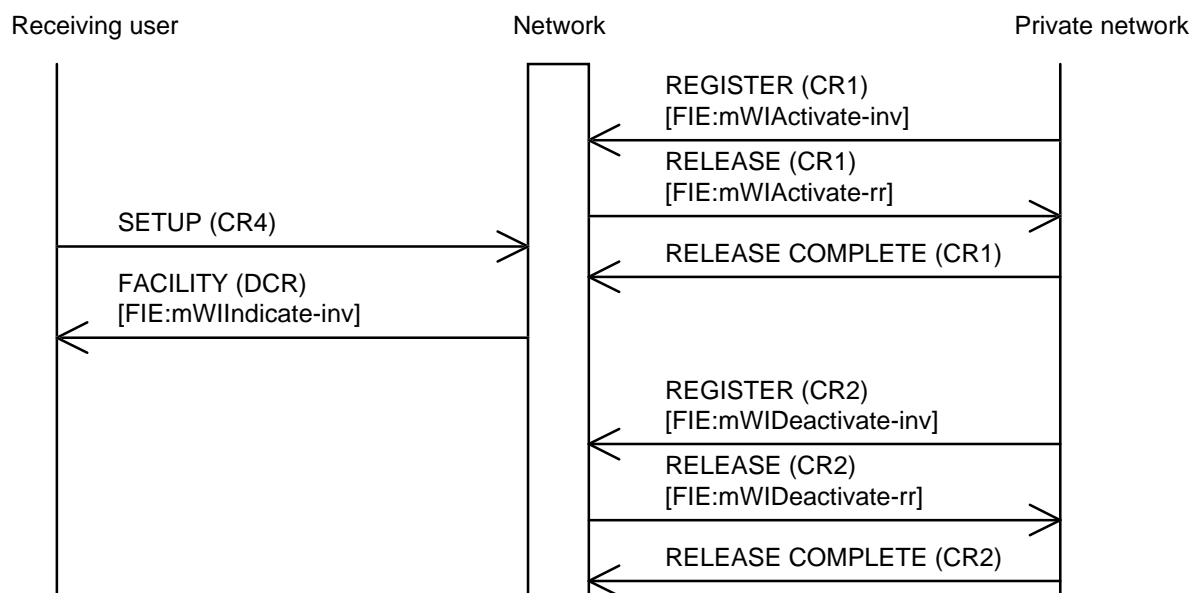 Receiving user
Network
Private network
REGISTER (CR1)
[FIE:mWIActivate-inv]
RELEASE (CR1)
[FIE:mWIActivate-rr]
SETUP (CR4)
RELEASE COMPLETE (CR1)
FACILITY (DCR)
[FIE:mWIIndicate-inv]
REGISTER (CR2)
[FIE:mWIDeactivate-inv]
RELEASE (CR2)
[FIE:mWIDeactivate-rr]
RELEASE COMPLETE (CR2)